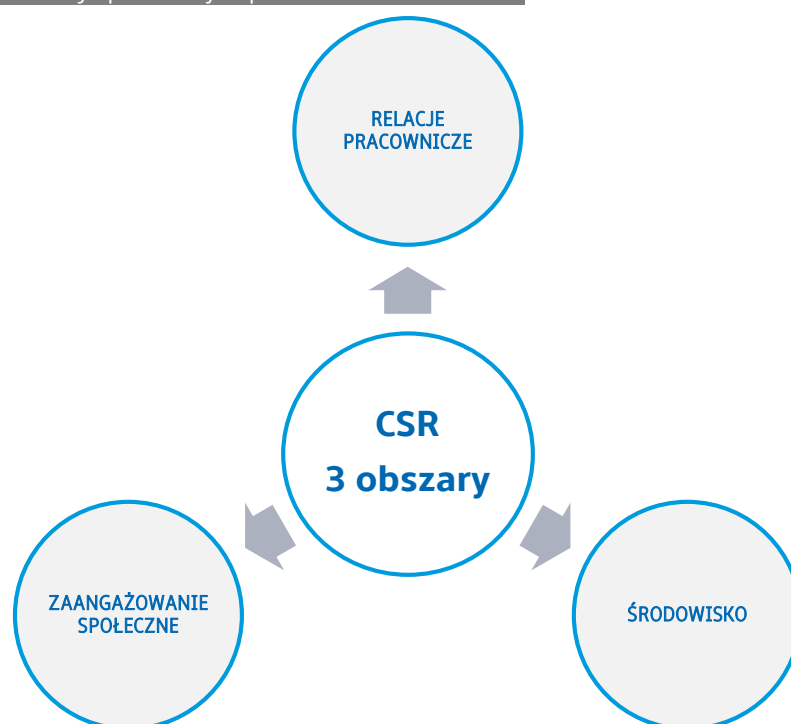 RELACJE
PRACOWNICZE
CSR
3 obszary
ZAANGAŻOWANIE
SPOŁECZNE
ŚRODOWISKO